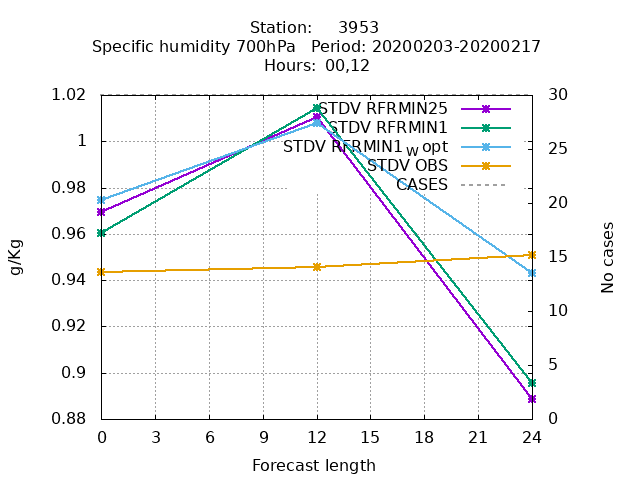 Station: 3953
Specific humidity 700hPa Period: 20200203-20200217
Hours: 00,12
1.02
1
0.98
0.96
0.94
0.92
0.9
0.88
g/Kg
STDV RFRMIN25
STDV RFRMIN1
STDV RFRMIN1 w opt
STDV OBS
CASES
30
25
20
15
10
5
0
No cases
0 3 6 9 12 15 18 21 24
Forecast length